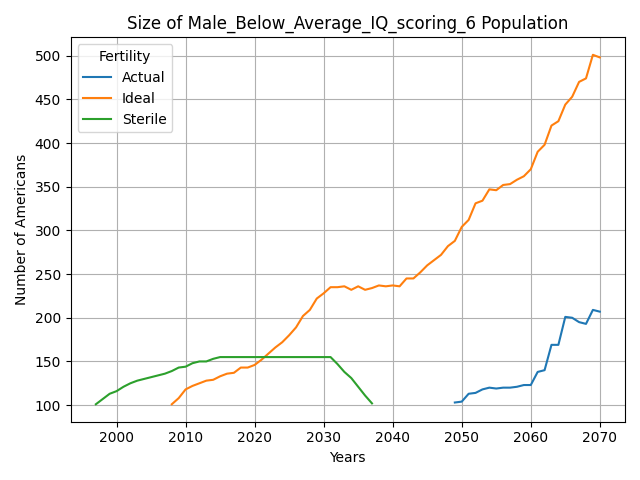 Size of Male_Below_Average_IQ_scoring_6 Population
Fertility
Actual
Ideal
Sterile
Number of Americans
500
450
400
350
300
250
200
150
100
2000 2010 2020 2030 2040 2050 2060 2070
Years